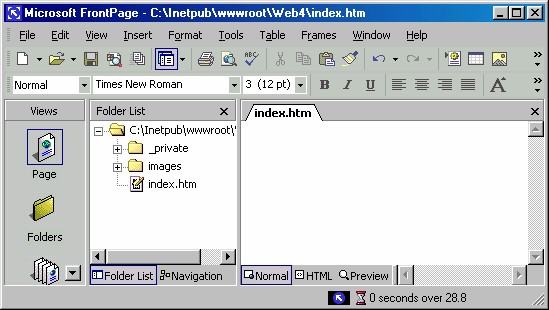 Microsoft FrontPage - C:\Inetpub\wwwroot\Web4\index.htm
File Edit View Insert Format Tools Table Frames Window Help
ABC
Normal Times New Roman 3 (12 pt) B I U A
Views Folder List index.htm
C:\Inetpub\wwwroot\
_private
images
index.htm
Page
Folders
Folder List Navigation Normal HTML Preview
0 seconds over 28.8